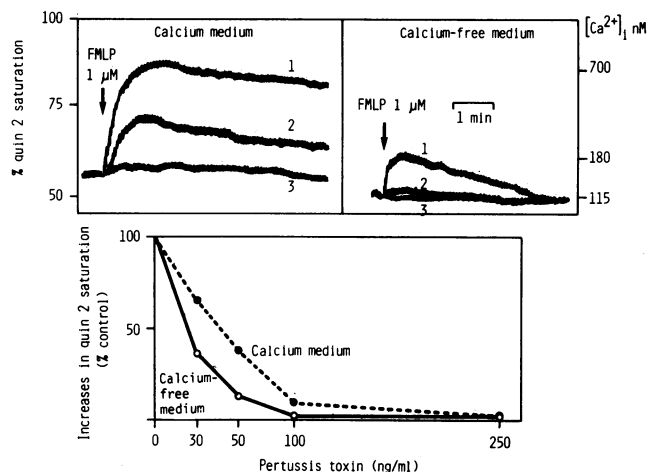 Calcium medium
Calcium-free medium
[Ca2+]i nM
100
75
50
% quin 2 saturation
FMLP
1 µM
1
2
3
FMLP 1 µM
1 min
1
2
3
700
180
115
Increases in quin 2 saturation
(% control)
100
50
Calcium medium
Calcium-
free
medium
0
30
50
100
250
Pertussis toxin (ng/ml)